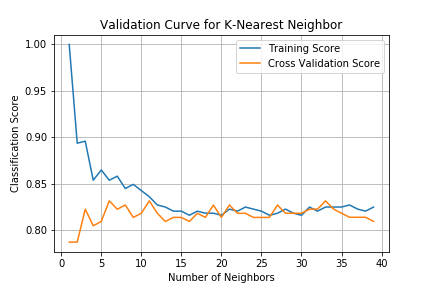 Validation Curve for K-Nearest Neighbor
Training Score
Cross Validation Score
Classification Score
1.00
0.95
0.90
0.85
0.80
0 5 10 15 20 25 30 35 40
Number of Neighbors